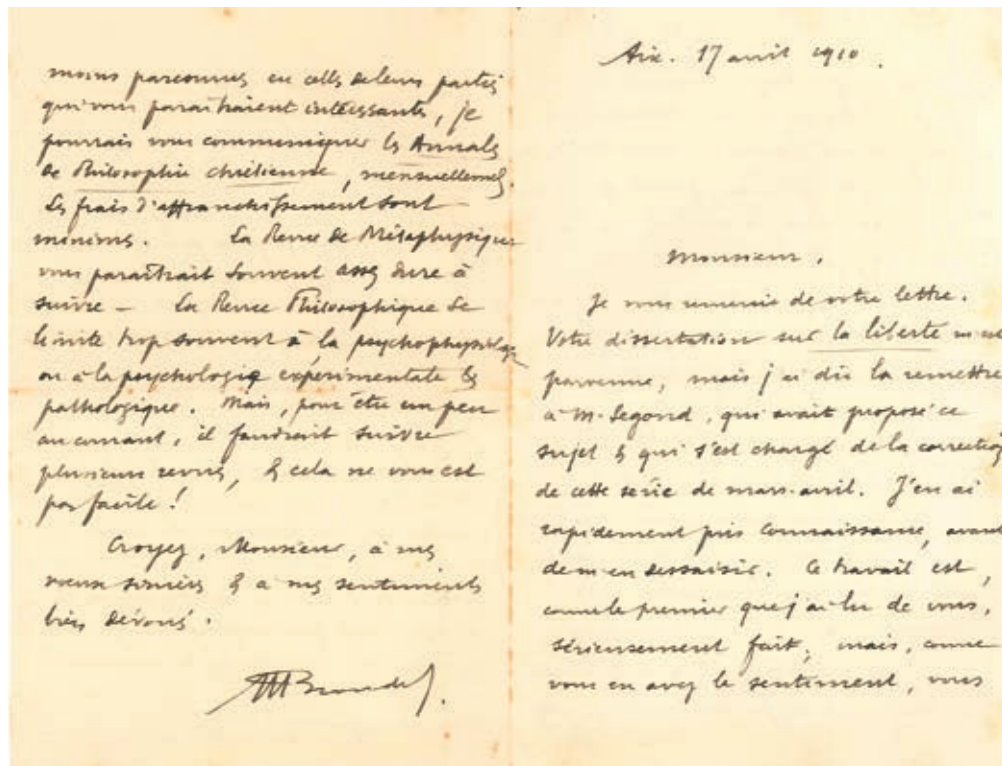 Aix. 17 avril 1910.
Monsieur,
Je vous remercie de votre lettre.
Votre dissertation sur la liberté m'est
parvenue, mais j'ai dû la remettre
à M. Segond, qui avait proposé ce
sujet & qui s'est chargé de la correction
de cette série de mars-avril. J'en ai
rapidement pris connaissance, avant
de m'en dessaisir. Ce travail est,
comme le premier que j'ai lu de vous,
sérieusement fait; mais, comme
vous en avez le sentiment, vous
moins parcourus en celles de leurs parties
qui vous paraîtraient intéressantes, je
pourrais vous communiquer les Annales
de Philosophie chrétienne, mensuellement.
Les frais d'affranchissement sont
minimes. La Revue de Métaphysique
vous paraîtrait souvent assez dure à
suivre – La Revue Philosophique se
limite trop souvent à la psychophysiologie
ou à la psychologie expérimentale &
pathologique. Mais, pour être un peu
au courant, il faudrait suivre
plusieurs revues, & cela ne vous est
pas facile!
Croyez, Monsieur, à mes
vœux sincères & à mes sentiments
bien dévoués.
MBlondel.